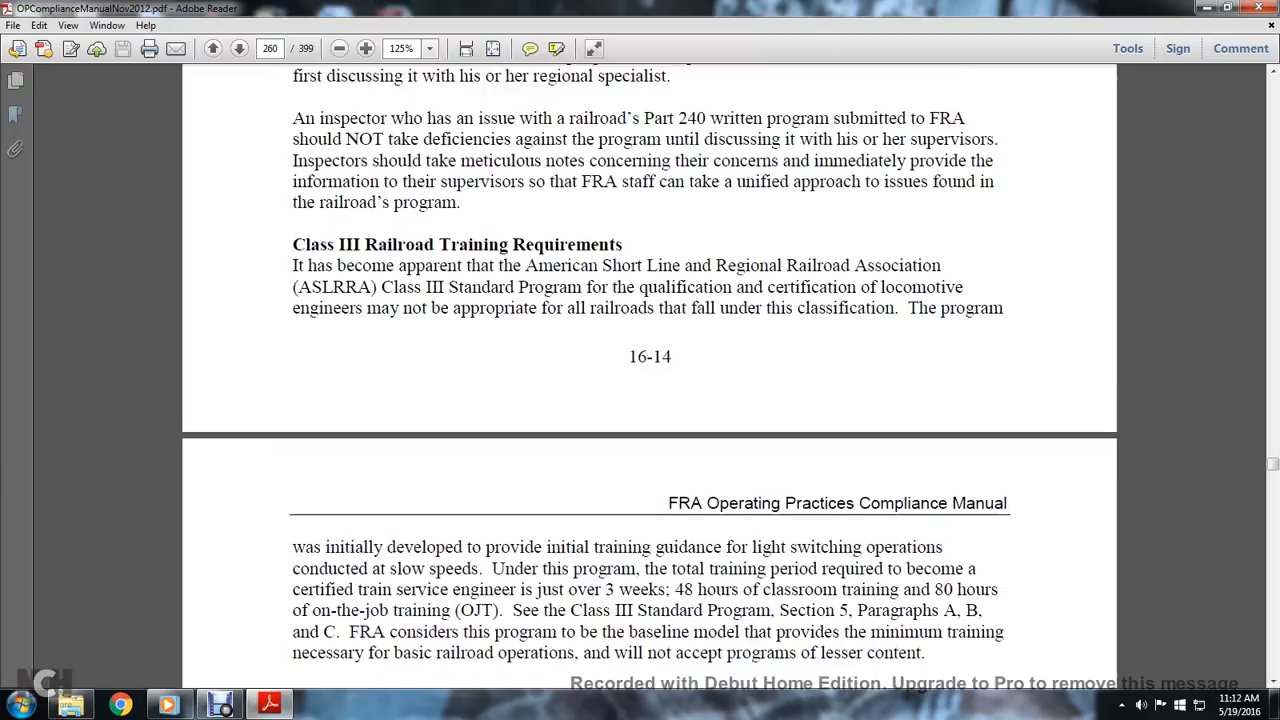 OPComplianceManualNov2012.pdf - Adobe Reader
File Edit View Window Help
260 / 399 125% Tools Sign Comment
first discussing it with his or her regional specialist.
An inspector who has an issue with a railroad's Part 240 written program submitted to FRA
should NOT take deficiencies against the program until discussing it with his or her supervisors.
Inspectors should take meticulous notes concerning their concerns and immediately provide the
information to their supervisors so that FRA staff can take a unified approach to issues found in
the railroad's program.
Class III Railroad Training Requirements
It has become apparent that the American Short Line and Regional Railroad Association
(ASLRRA) Class III Standard Program for the qualification and certification of locomotive
engineers may not be appropriate for all railroads that fall under this classification. The program
16-14
FRA Operating Practices Compliance Manual
was initially developed to provide initial training guidance for light switching operations
conducted at slow speeds. Under this program, the total training period required to become a
certified train service engineer is just over 3 weeks; 48 hours of classroom training and 80 hours
of on-the-job training (OJT). See the Class III Standard Program, Section 5, Paragraphs A, B,
and C. FRA considers this program to be the baseline model that provides the minimum training
necessary for basic railroad operations, and will not accept programs of lesser content.
NCH
Recorded with Debut Home Edition. Upgrade to Pro to remove this message
11:12 AM
5/19/2016